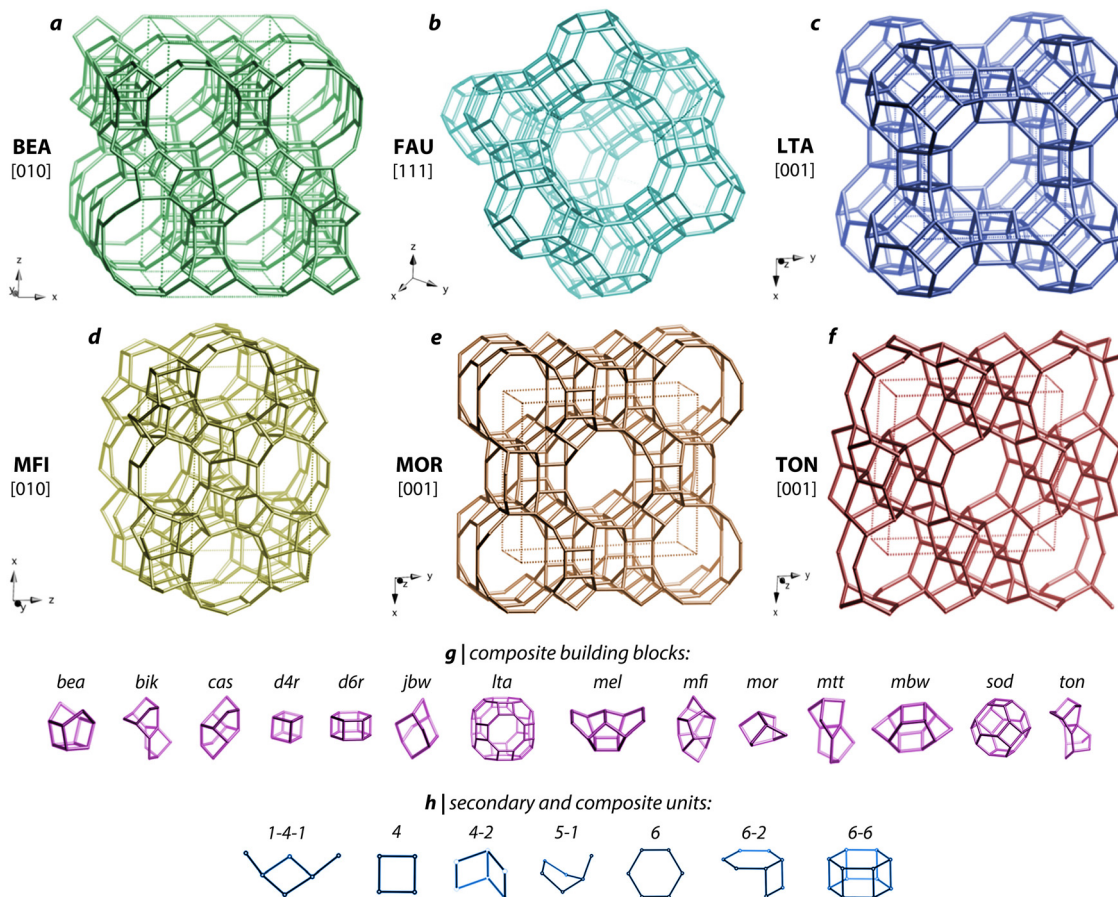 a
b
c
BEA
[010]
FAU
[111]
LTA
[001]
z
y
x
z
x
y
z
y
x
d
e
f
MFI
[010]
MOR
[001]
TON
[001]
x
y
z
z
y
x
z
y
x
g | composite building blocks:
bea bik cas d4r d6r jbw lta mel mfi mor mtt mbw sod ton
h | secondary and composite units:
1-4-1 4 4-2 5-1 6 6-2 6-6